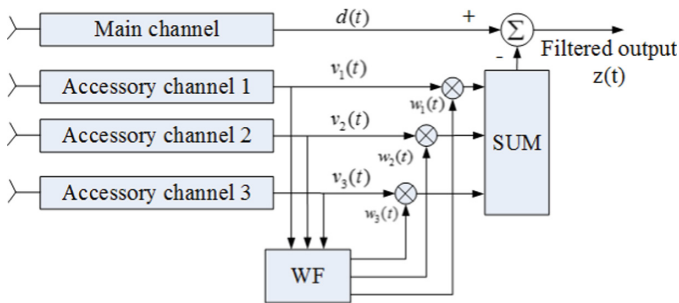 Main channel
d(t)
+
Σ
Filtered output
z(t)
-
Accessory channel 1
v₁(t)
w₁(t)
Accessory channel 2
v₂(t)
w₂(t)
SUM
Accessory channel 3
v₃(t)
w₃(t)
WF